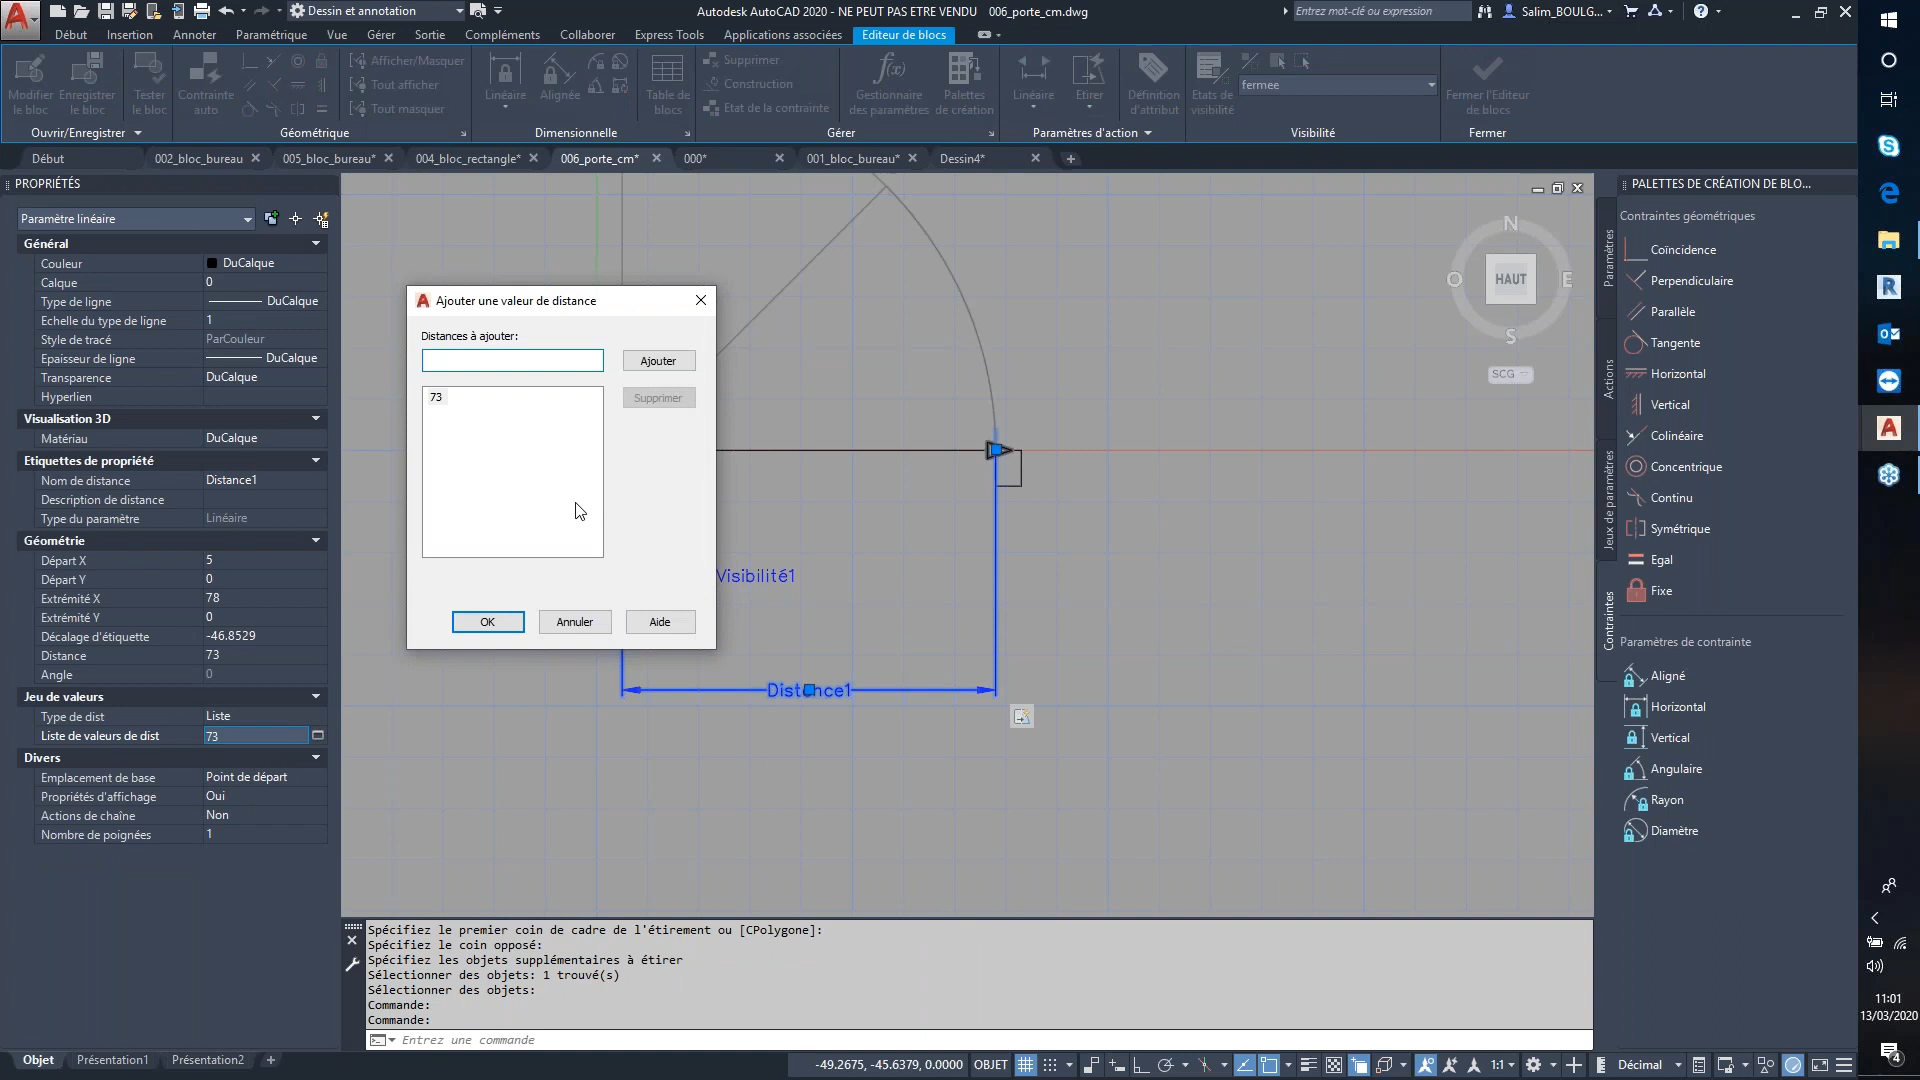 Dessin et annotation
Autodesk AutoCAD 2020 - NE PEUT PAS ETRE VENDU 006_porte_cm.dwg
Entrez mot-clé ou expression
Salim_BOULG...
Début Insertion Annoter Paramétrique Vue Gérer Sortie Compléments Collaborer Express Tools Applications associées Editeur de blocs
Modifier le bloc
Enregistrer le bloc
Tester le bloc
Ouvrir/Enregistrer
Contrainte auto
Géométrique
Afficher/Masquer
Tout afficher
Tout masquer
Linéaire
Alignée
Dimensionnelle
Table de blocs
Supprimer
Construction
Etat de la contrainte
Gestionnaire des paramètres
Palettes de création
Gérer
Linéaire
Etirer
Paramètres d'action
Définition d'attribut
Etats de visibilité
fermee
Visibilité
Fermer l'Editeur de blocs
Fermer
Début 002_bloc_bureau 005_bloc_bureau* 004_bloc_rectangle* 006_porte_cm* 000* 001_bloc_bureau* Dessin4*
PROPRIÉTÉS
Paramètre linéaire
Général
Couleur DuCalque
Calque 0
Type de ligne DuCalque
Echelle du type de ligne 1
Style de tracé ParCouleur
Epaisseur de ligne DuCalque
Transparence DuCalque
Hyperlien
Visualisation 3D
Matériau DuCalque
Etiquettes de propriété
Nom de distance Distance1
Description de distance
Type du paramètre Linéaire
Géométrie
Départ X 5
Départ Y 0
Extrémité X 78
Extrémité Y 0
Décalage d'étiquette -46.8529
Distance 73
Angle 0
Jeu de valeurs
Type de dist Liste
Liste de valeurs de dist 73
Divers
Emplacement de base Point de départ
Propriétés d'affichage Oui
Actions de chaîne Non
Nombre de poignées 1
Ajouter une valeur de distance
Distances à ajouter:
Ajouter
73
Supprimer
OK Annuler Aide
Visibilité1
Distance1
N
O HAUT E
S
SCG
PALETTES DE CRÉATION DE BLO...
Paramètres
Actions
Jeux de paramètres
Contraintes
Contraintes géométriques
Coïncidence
Perpendiculaire
Parallèle
Tangente
Horizontal
Vertical
Colinéaire
Concentrique
Continu
Symétrique
Egal
Fixe
Paramètres de contrainte
Aligné
Horizontal
Vertical
Angulaire
Rayon
Diamètre
Spécifiez le premier coin de cadre de l'étirement ou [CPolygone]:
Spécifiez le coin opposé:
Spécifiez les objets supplémentaires à étirer
Sélectionner des objets: 1 trouvé(s)
Sélectionner des objets:
Commande:
Commande:
Entrez une commande
Objet Présentation1 Présentation2
-49.2675, -45.6379, 0.0000 OBJET
1:1
Décimal
11:01
13/03/2020
4